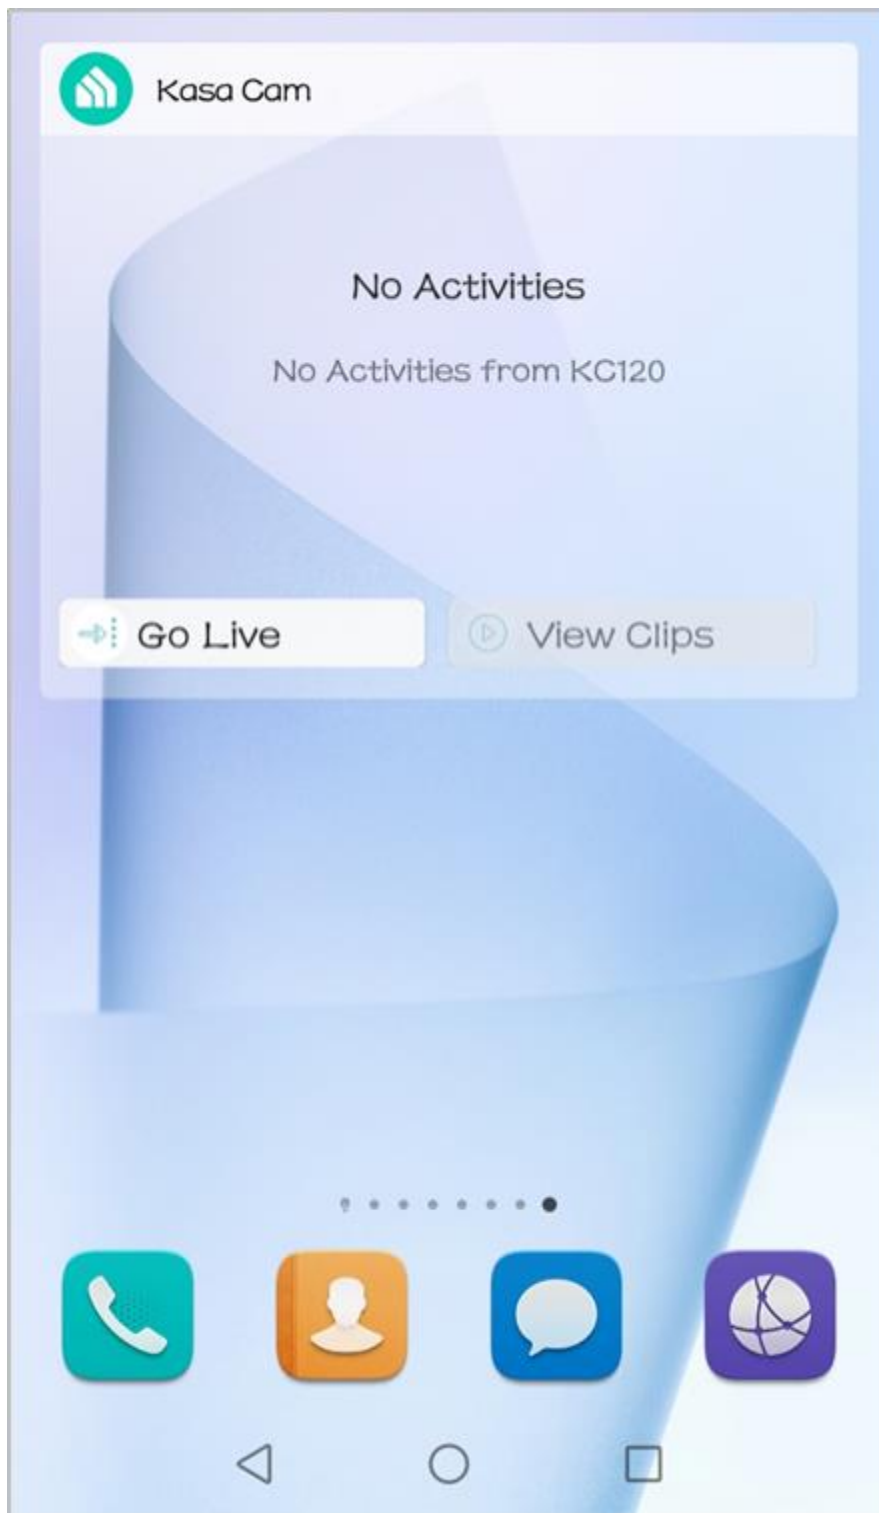 Kasa Cam
No Activities
No Activities from KC120
Go Live
View Clips